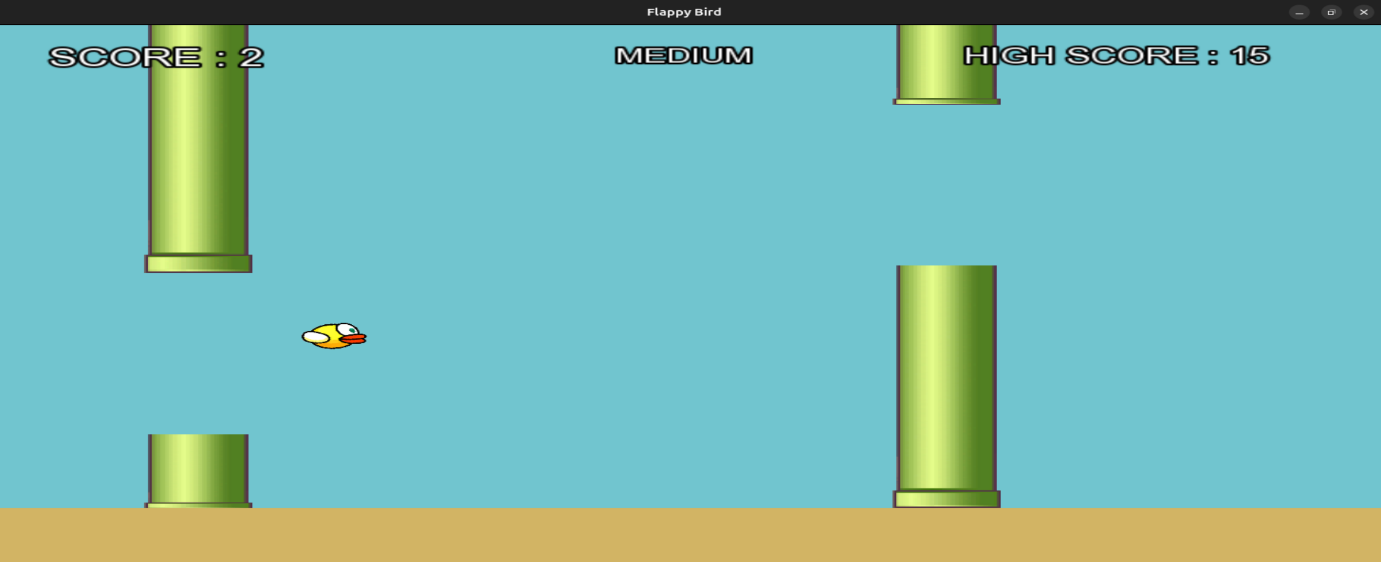 Flappy Bird
SCORE : 2
MEDIUM
HIGH SCORE : 15